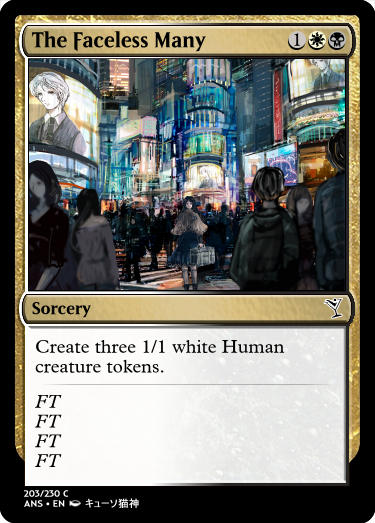 The Faceless Many 1
Sorcery
Create three 1/1 white Human
creature tokens.
FT
FT
FT
FT
203/230 C
ANS • EN キューソ猫神